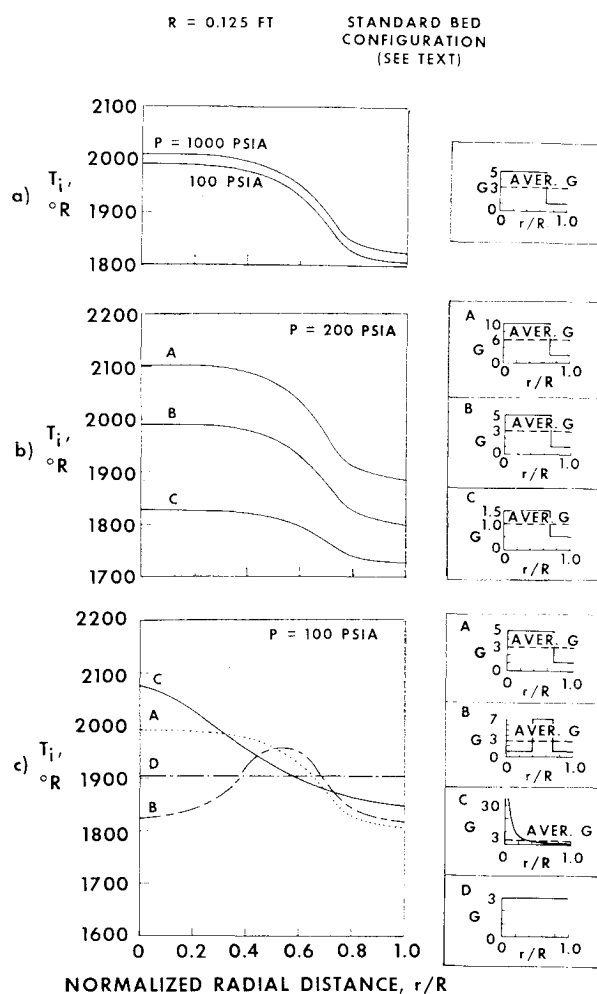 R = 0.125 FT
STANDARD BED
CONFIGURATION
(SEE TEXT)
a)
T i ,
°R
2100
2000
1900
1800
P = 1000 PSIA
100 PSIA
5
G 3
0
AVER. G
r/R
1.0
b)
T i ,
°R
2200
2100
2000
1900
1800
1700
P = 200 PSIA
A
B
C
A
10
6
G
0
AVER. G
0
1.0
r/R
B
5
3
G
0
AVER. G
0
1.0
r/R
C
1.5
1.0
G
0
AVER. G
0
1.0
r/R
c)
T i ,
°R
2200
2100
2000
1900
1800
1700
1600
P = 100 PSIA
C
A
D
B
0
0.2
0.4
0.6
0.8
1.0
A
5
3
G
0
AVER. G
0
1.0
r/R
B
7
G 3
0
AVER. G
0
1.0
r/R
C
30
G
3
AVER. G
0
1.0
r/R
D
3
G
0
0
1.0
r/R
NORMALIZED RADIAL DISTANCE, r/R